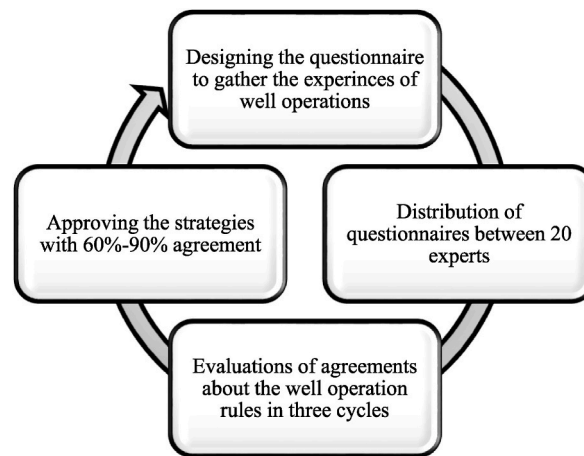 Designing the questionnaire
to gather the experinces of
well operations
Distribution of
questionnaires between 20
experts
Evaluations of agreements
about the well operation
rules in three cycles
Approving the strategies
with 60%-90% agreement